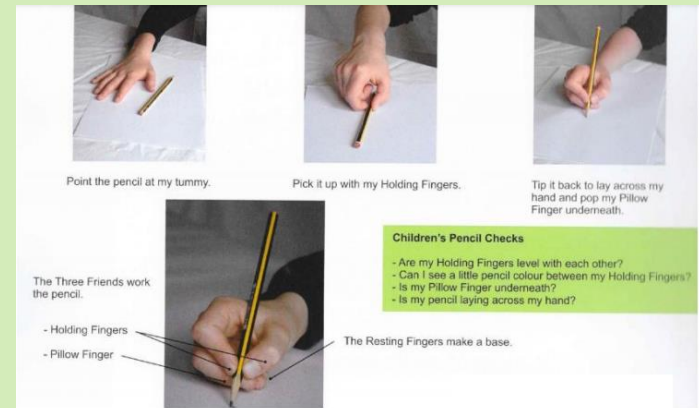 Point the pencil at my tummy.
Pick it up with my Holding Fingers.
Tip it back to lay across my
hand and pop my Pillow
Finger underneath.
Children's Pencil Checks
- Are my Holding Fingers level with each other?
- Can I see a little pencil colour between my Holding Fingers?
- Is my Pillow Finger underneath?
- Is my pencil laying across my hand?
The Three Friends work
the pencil.
- Holding Fingers
- Pillow Finger
The Resting Fingers make a base.